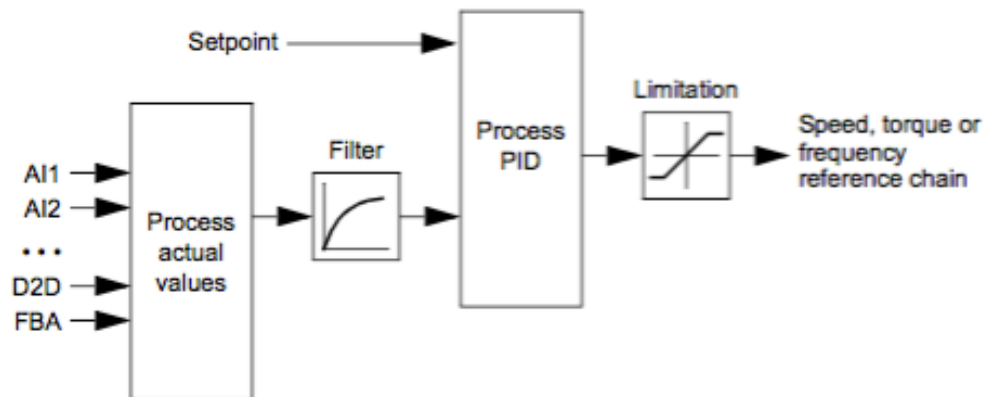 Setpoint
Limitation
Process
PID
Speed, torque or
frequency
reference chain
Filter
AI1
AI2
• • •
D2D
FBA
Process
actual
values